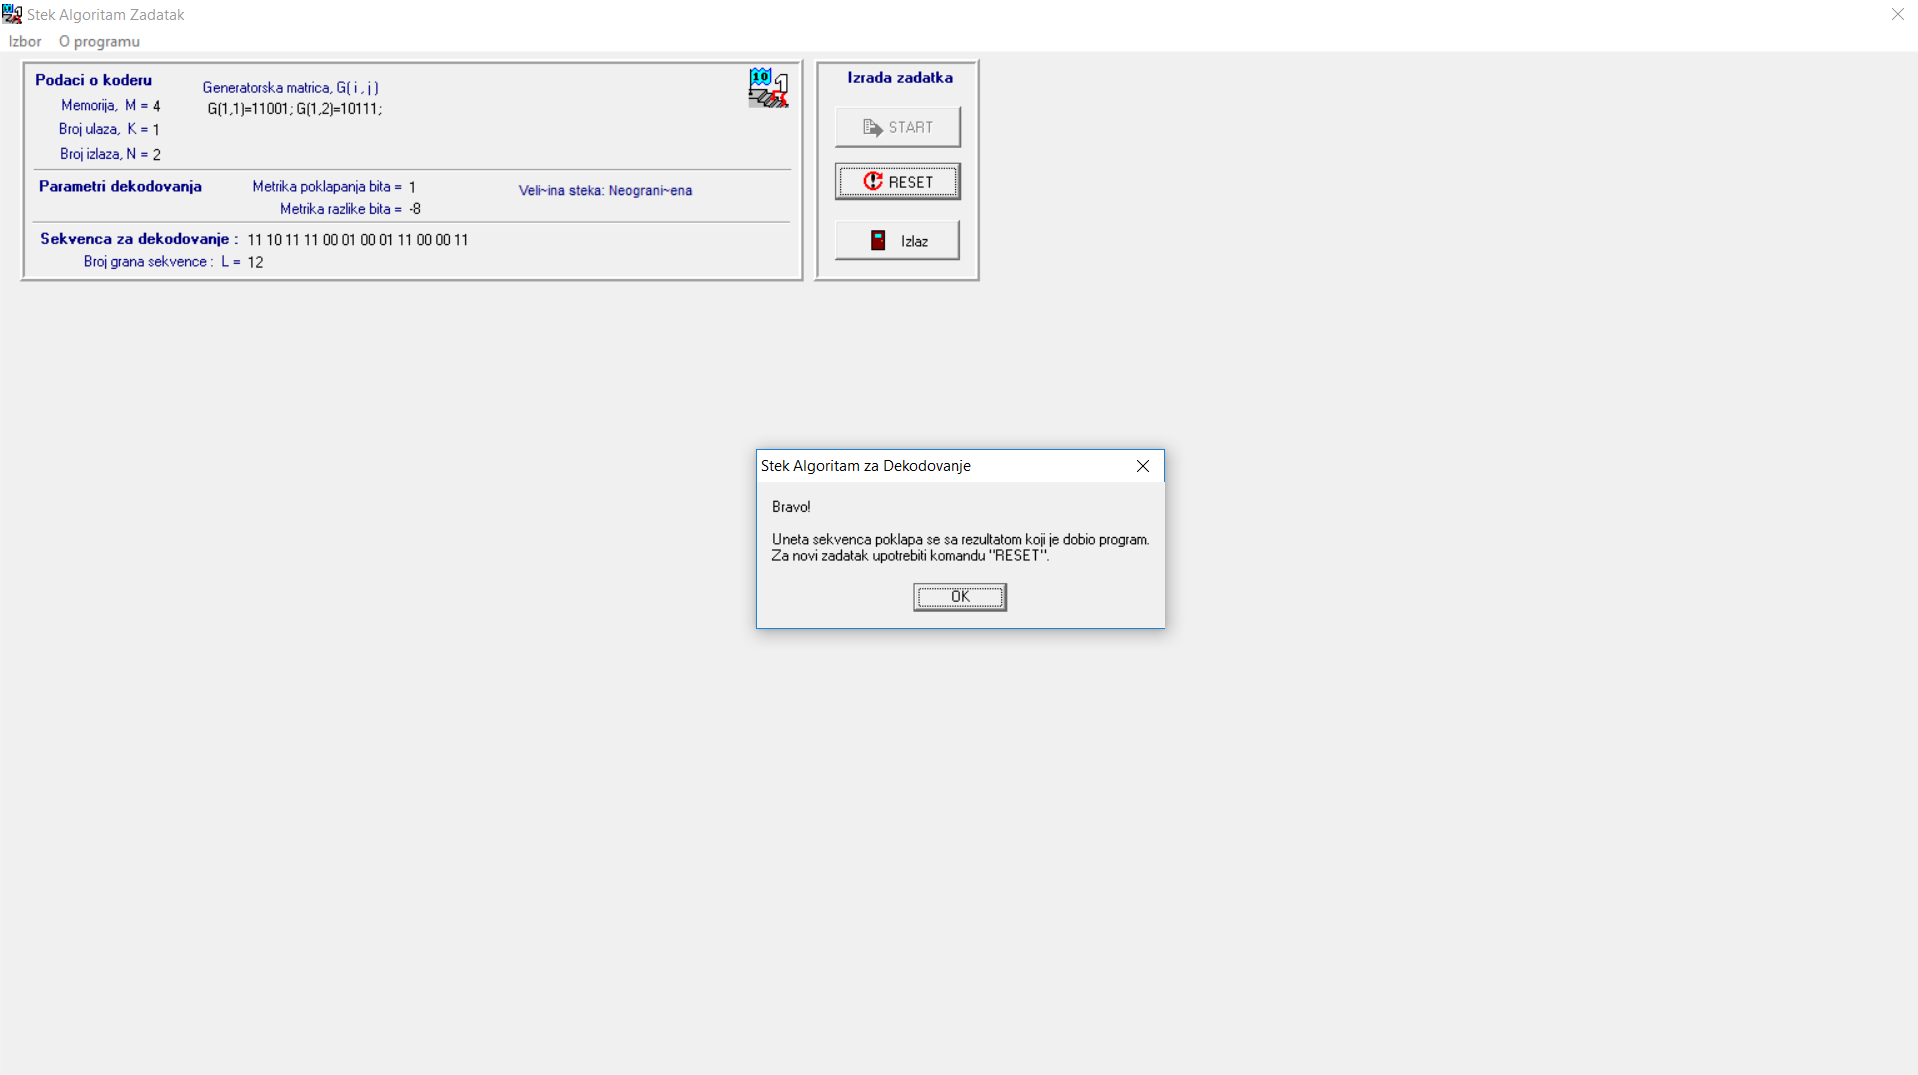 Stek Algoritam Zadatak
Izbor O programu
Podaci o koderu
Memorija, M = 4
Broj ulaza, K = 1
Broj izlaza, N = 2
Generatorska matrica, G( i , j )
G(1,1)=11001; G(1,2)=10111;
10 1
Parametri dekodovanja
Metrika poklapanja bita = 1
Metrika razlike bita = -8
Veli~ina steka: Neograni~ena
Sekvenca za dekodovanje : 11 10 11 11 00 01 00 01 11 00 00 11
Broj grana sekvence : L = 12
Izrada zadatka
START
RESET
Izlaz
Stek Algoritam za Dekodovanje
Bravo!
Uneta sekvenca poklapa se sa rezultatom koji je dobio program.
Za novi zadatak upotrebiti komandu "RESET".
OK